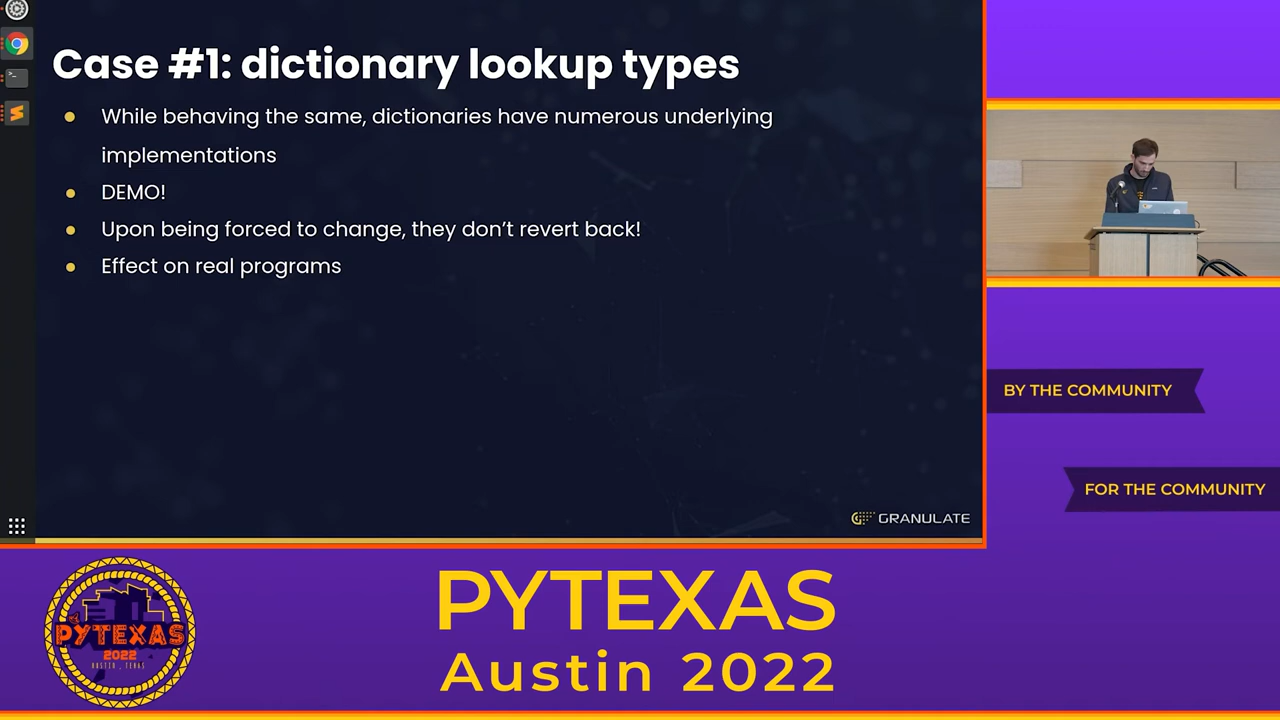 Case #1: dictionary lookup types
While behaving the same, dictionaries have numerous underlying
implementations
DEMO!
Upon being forced to change, they don’t revert back!
Effect on real programs
GRANULATE
BY THE COMMUNITY
FOR THE COMMUNITY
PYTEXAS
2022
AUSTIN, TEXAS
PYTEXAS
Austin 2022